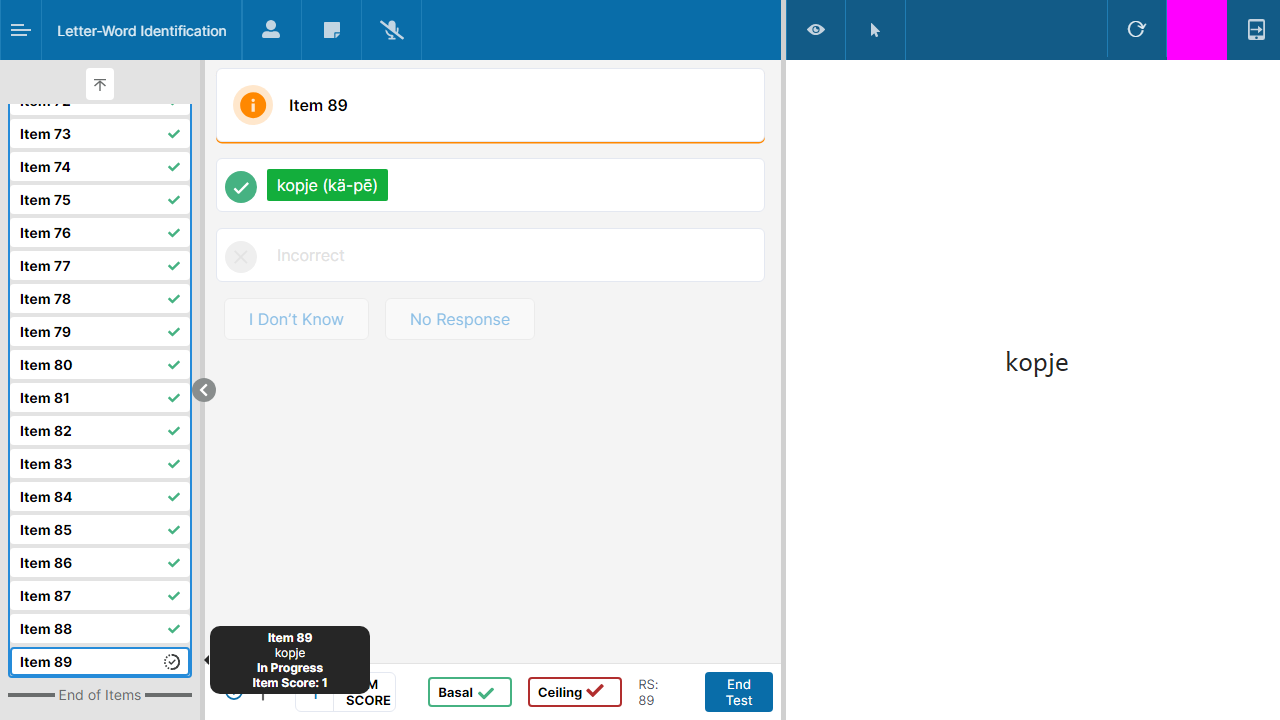 Letter-Word Identification
Item 73
Item 74
Item 75
Item 76
Item 77
Item 78
Item 79
Item 80
Item 81
Item 82
Item 83
Item 84
Item 85
Item 86
Item 87
Item 88
Item 89
End of Items
Item 89
kopje (kä-pē)
Incorrect
I Don't Know
No Response
Item 89
kopje
In Progress
Item Score: 1
SCORE
Basal
Ceiling
RS:
89
End
Test
kopje